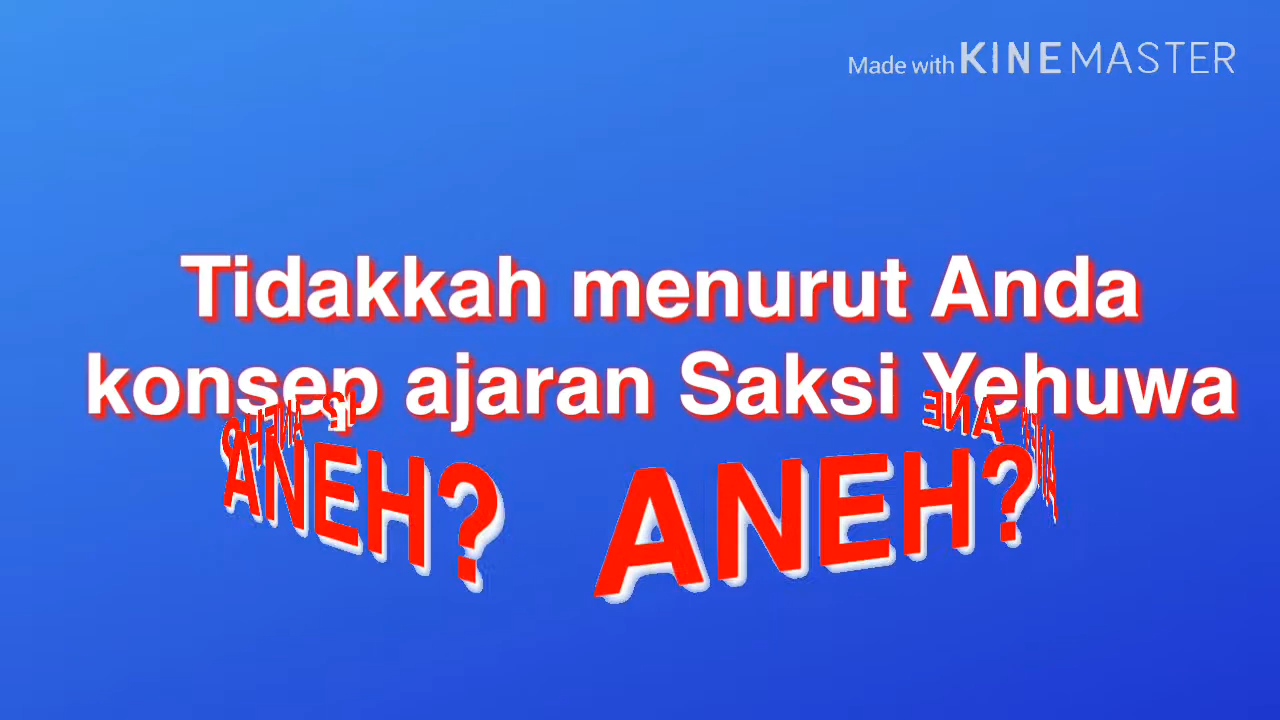 Made with KINEMASTER
Tidakkah menurut Anda
konsep ajaran Saksi Yehuwa
ANEH? ANEH?